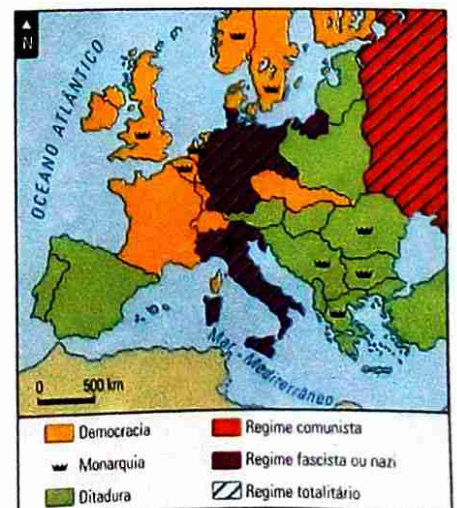 N
OCEANO ATLÂNTICO
Mar Mediterrâneo
0 500 km
Democracia
Monarquia
Ditadura
Regime comunista
Regime fascista ou nazi
Regime totalitário